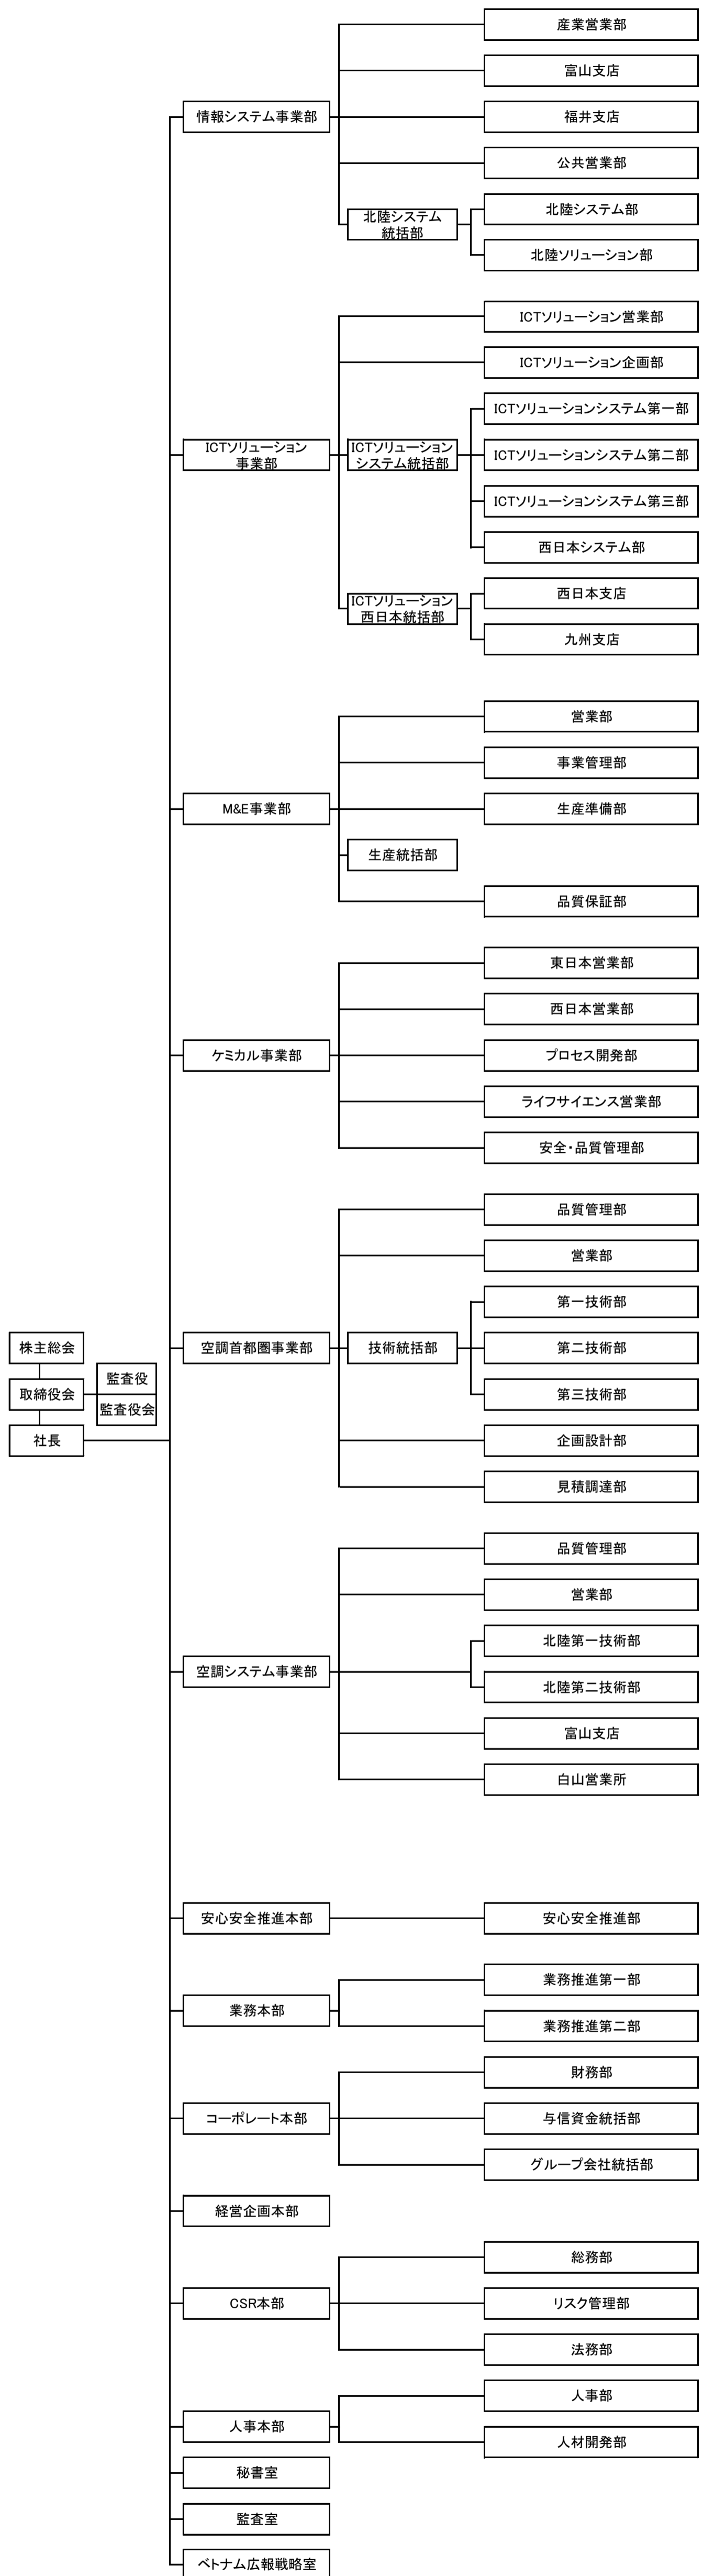 産業営業部
富山支店
情報システム事業部
福井支店
公共営業部
北陸システム
統括部
北陸システム部
北陸ソリューション部
ICTソリューション営業部
ICTソリューション企画部
ICTソリューション
事業部
ICTソリューション
システム統括部
ICTソリューションシステム第一部
ICTソリューションシステム第二部
ICTソリューションシステム第三部
西日本システム部
ICTソリューション
西日本統括部
西日本支店
九州支店
営業部
事業管理部
M&E事業部
生産準備部
生産統括部
品質保証部
東日本営業部
西日本営業部
ケミカル事業部
プロセス開発部
ライフサイエンス営業部
安全・品質管理部
品質管理部
営業部
株主総会
取締役会
監査役
監査役会
社長
空調首都圏事業部
技術統括部
第一技術部
第二技術部
第三技術部
企画設計部
見積調達部
品質管理部
営業部
空調システム事業部
北陸第一技術部
北陸第二技術部
富山支店
白山営業所
安心安全推進本部
安心安全推進部
業務本部
業務推進第一部
業務推進第二部
コーポレート本部
財務部
与信資金統括部
グループ会社統括部
経営企画本部
CSR本部
総務部
リスク管理部
法務部
人事本部
人事部
人材開発部
秘書室
監査室
ベトナム広報戦略室